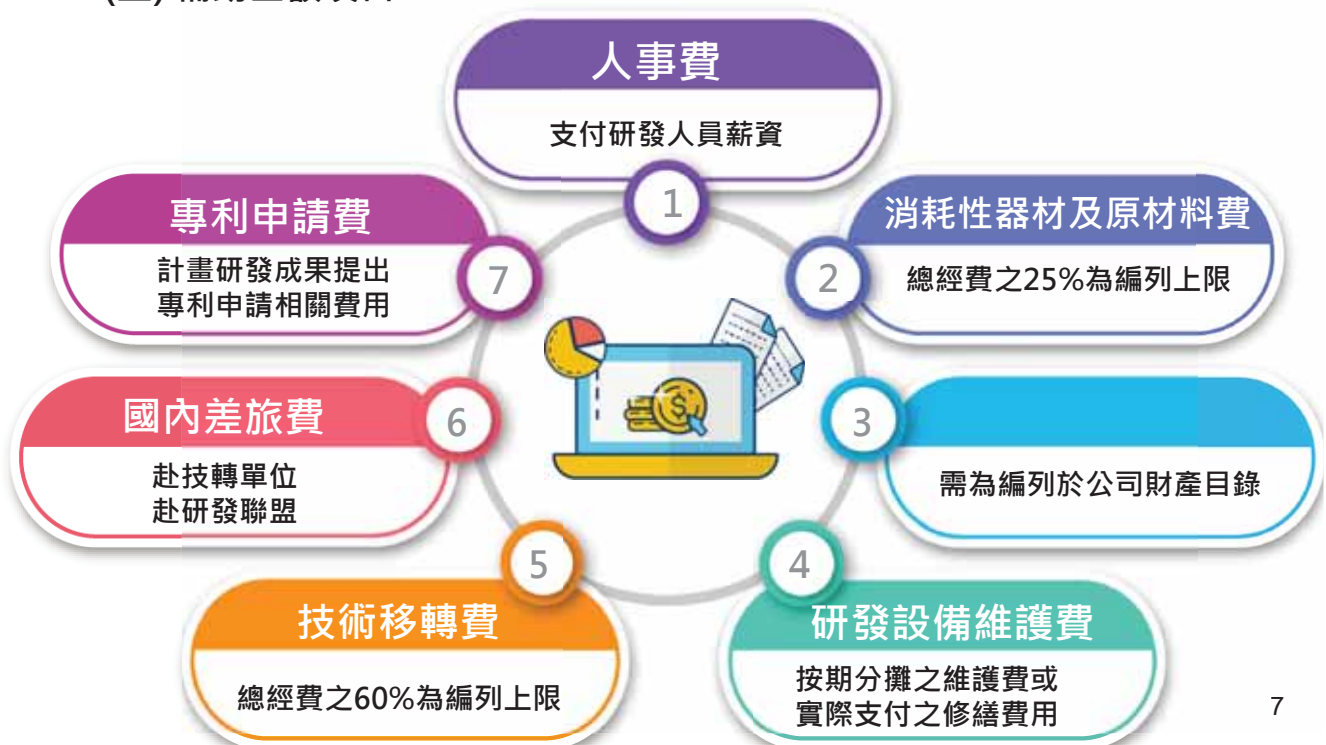 人事費
支付研發人員薪資
1
消耗性器材及原材料費
總經費之25%為編列上限
2
需為編列於公司財產目錄
3
研發設備維護費
按期分攤之維護費或
實際支付之修繕費用
4
技術移轉費
總經費之60%為編列上限
5
國內差旅費
赴技轉單位
赴研發聯盟
6
專利申請費
計畫研發成果提出
專利申請相關費用
7
7